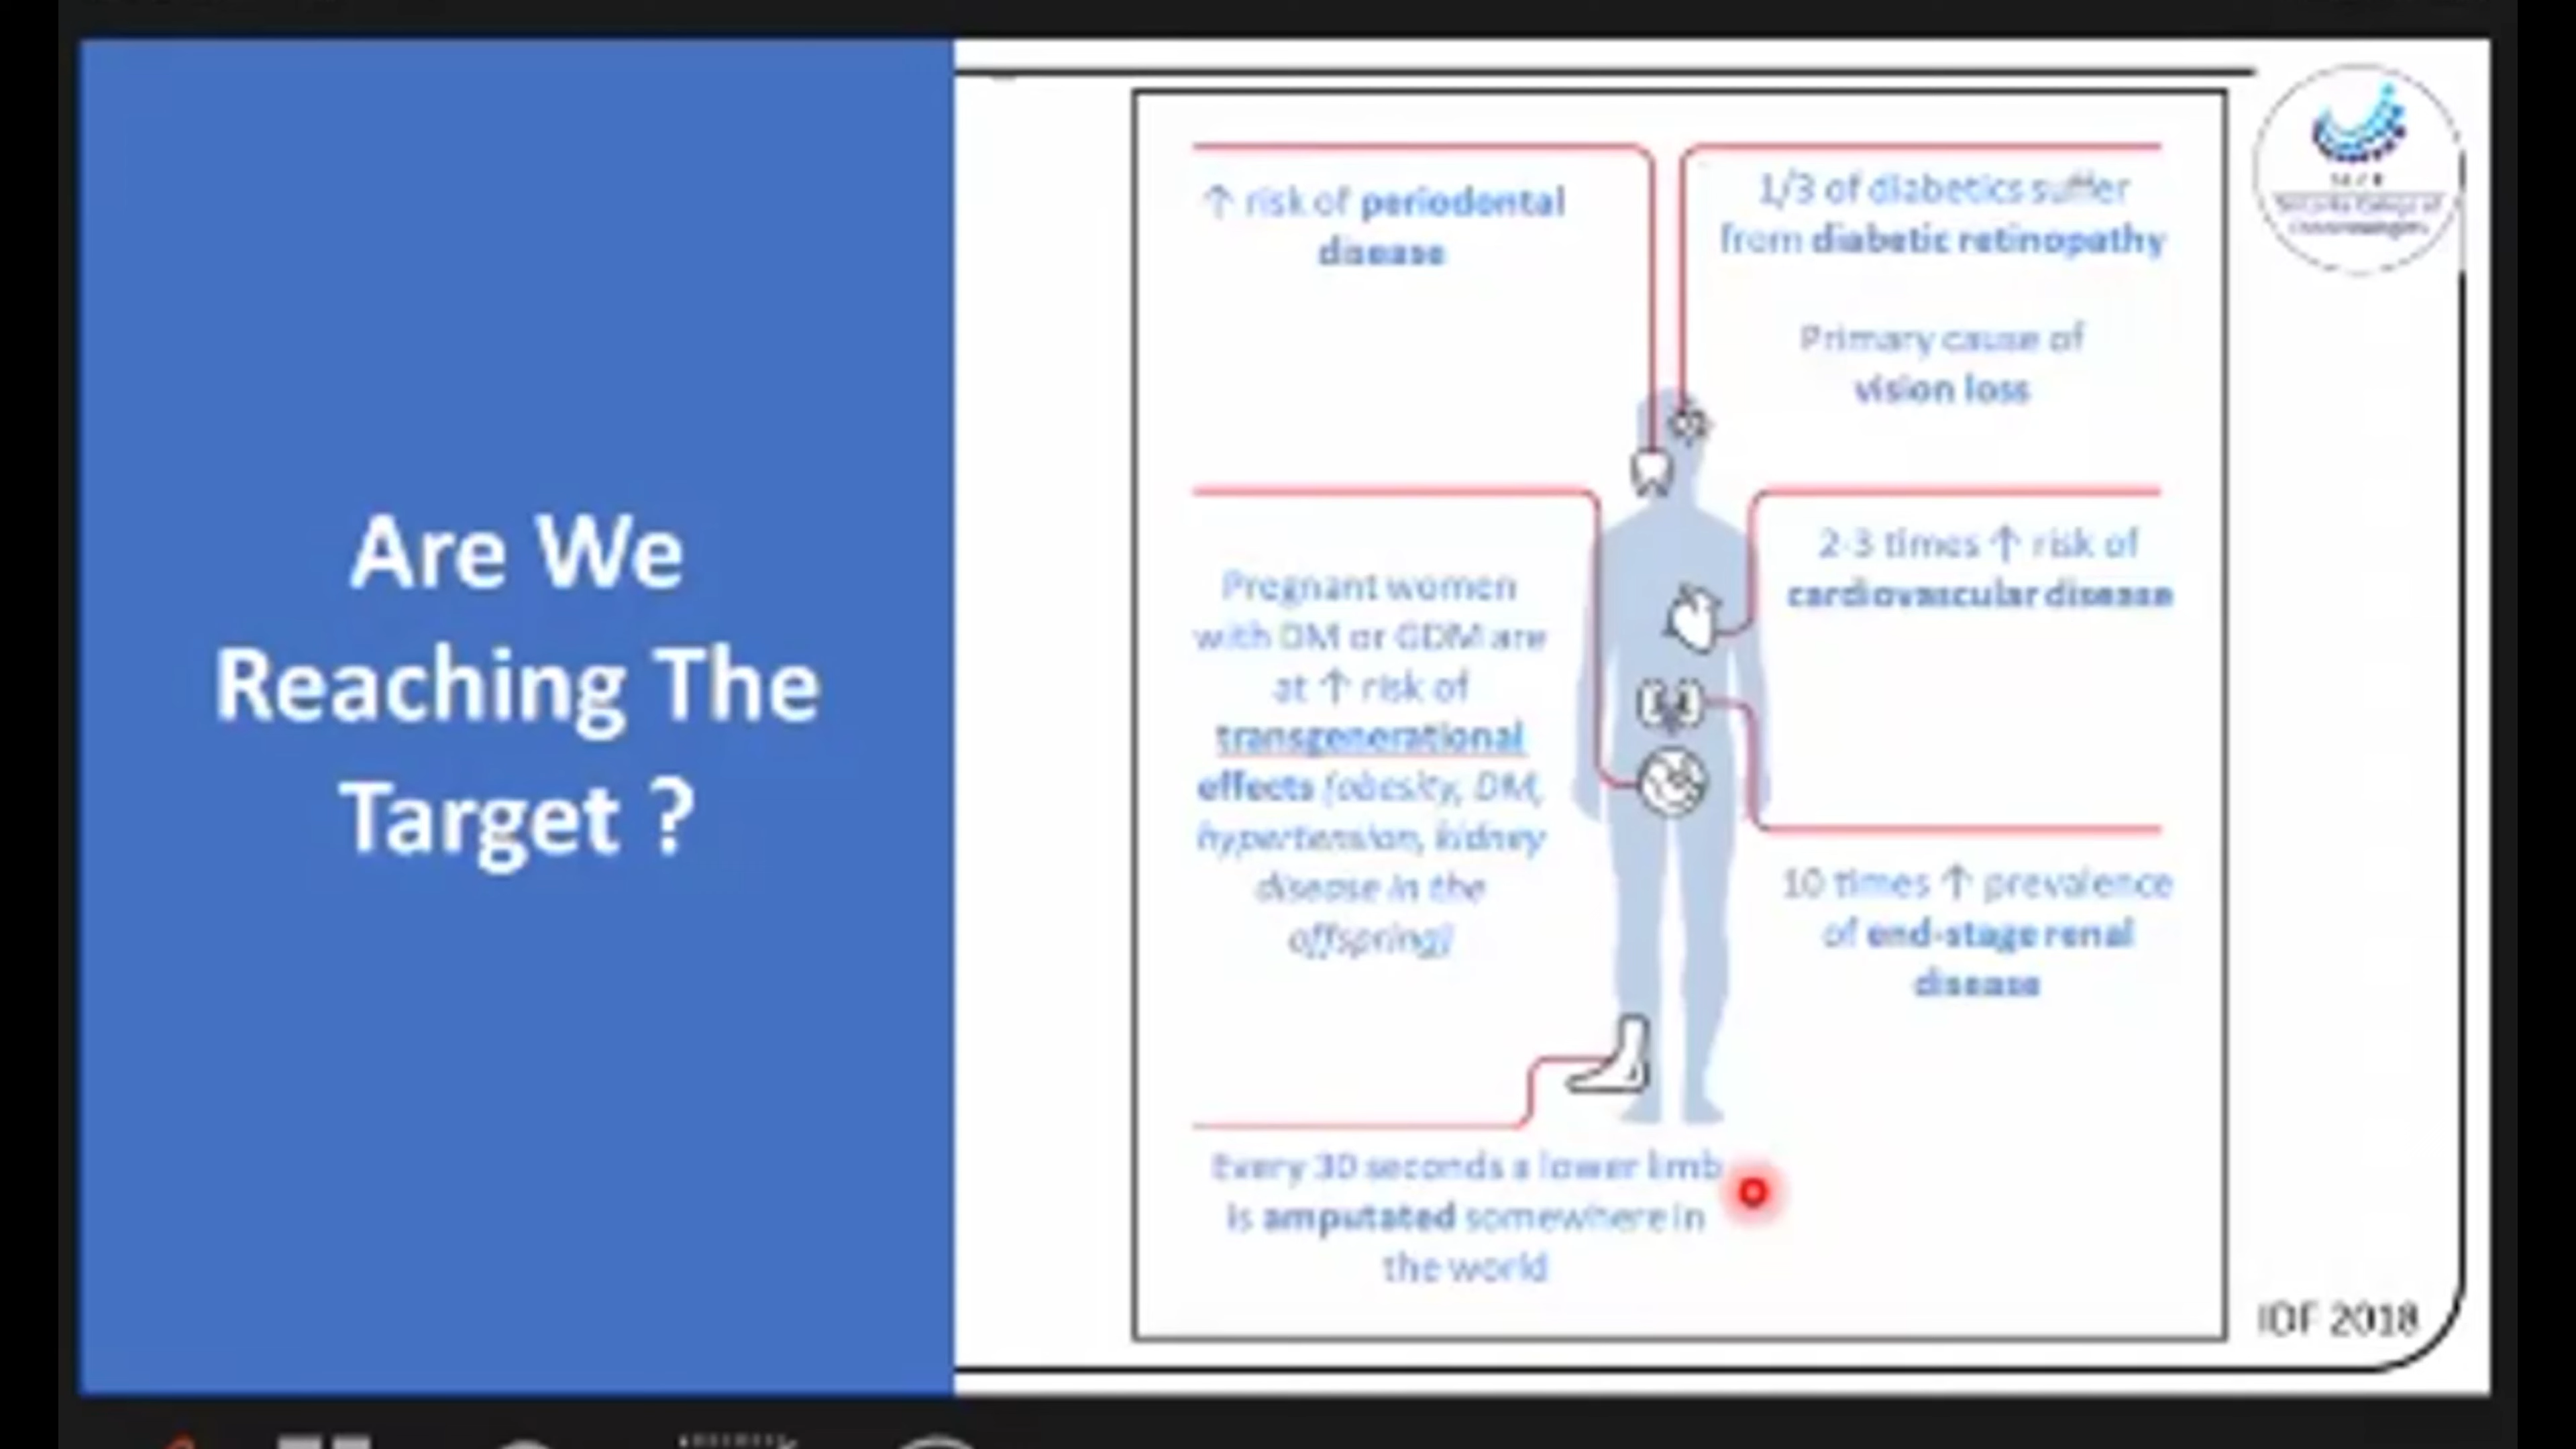 Are We
Reaching The
Target ?
↑ risk of periodontal
disease
1/3 of diabetics suffer
from diabetic retinopathy
Primary cause of
vision loss
Pregnant women
with DM or GDM are
at ↑ risk of
transgenerational
effects (obesity, DM,
hypertension, kidney
disease in the
offspring)
2-3 times ↑ risk of
cardiovascular disease
10 times ↑ prevalence
of end-stage renal
disease
Every 30 seconds a lower limb
is amputated somewhere in
the world
IDF 2018